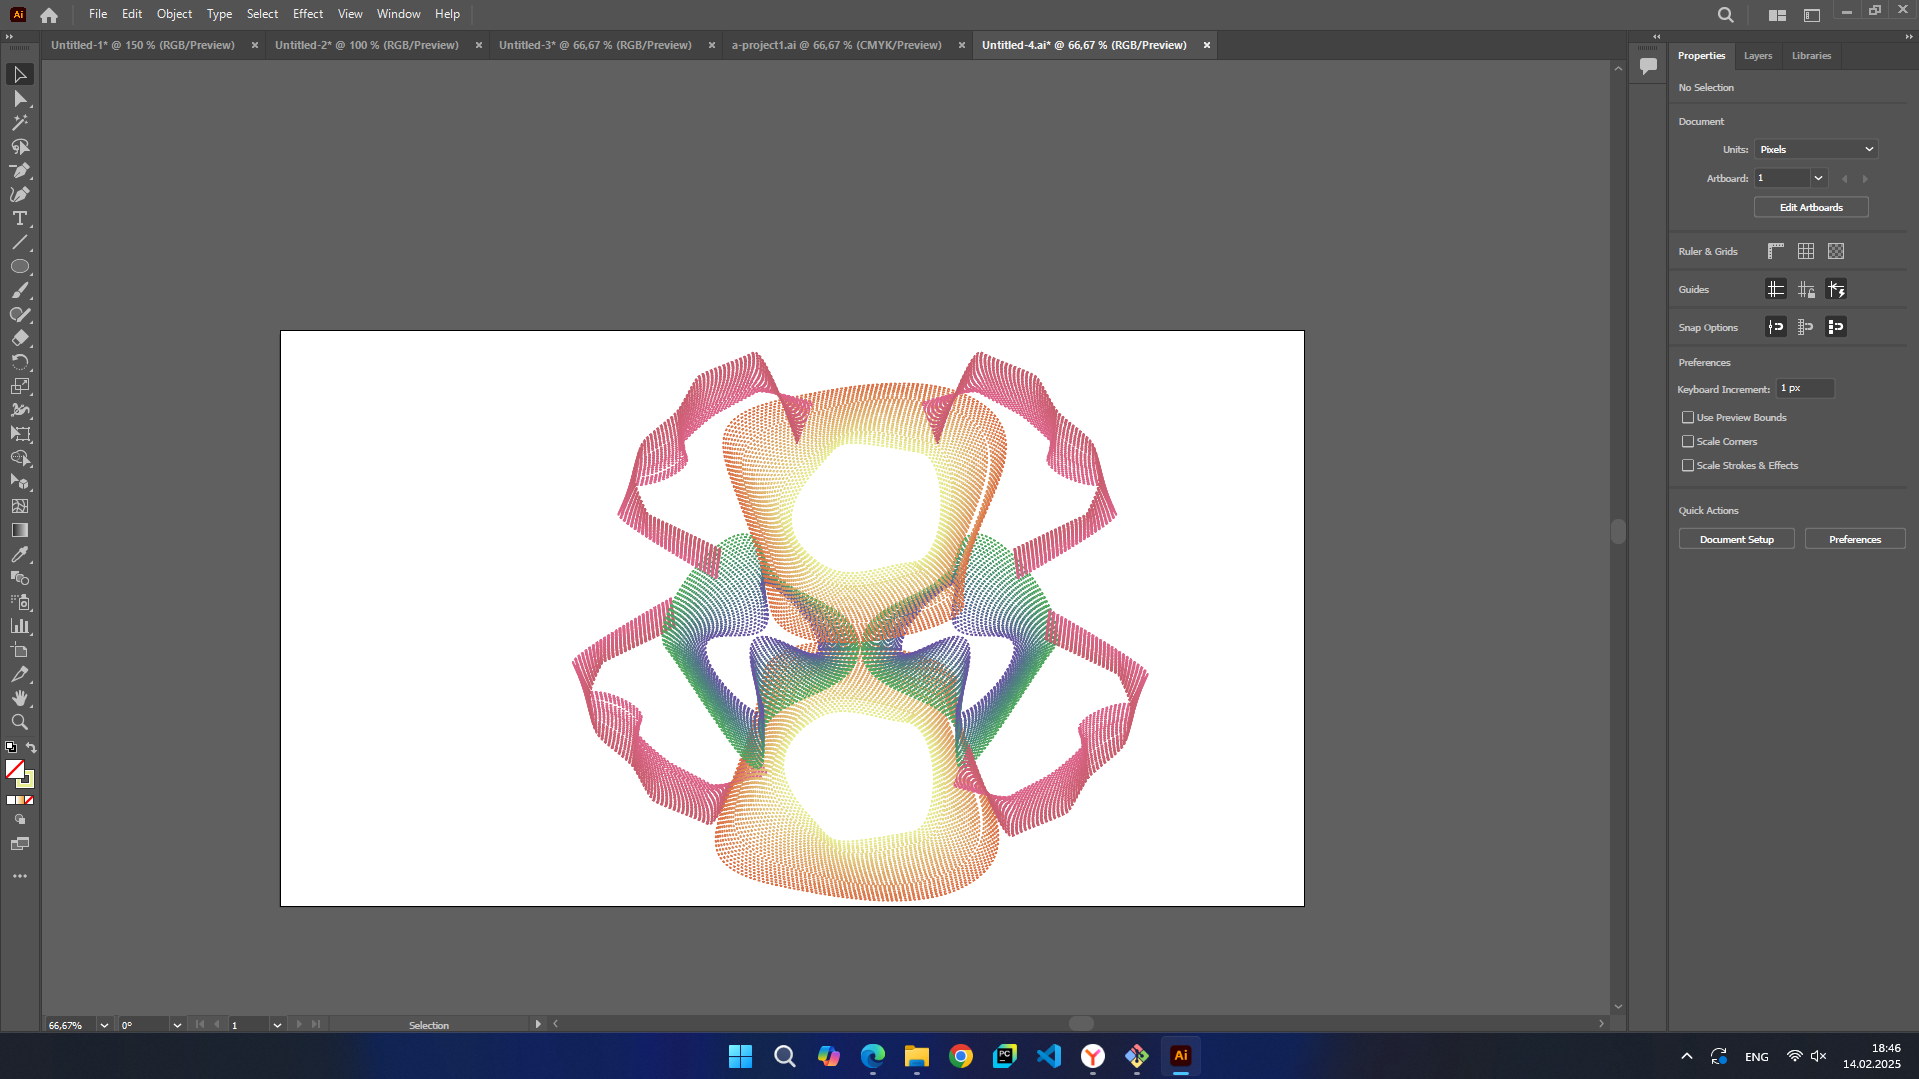 Ai File Edit Object Type Select Effect View Window Help
Untitled-1* @ 150 % (RGB/Preview) Untitled-2* @ 100 % (RGB/Preview) Untitled-3* @ 66,67 % (RGB/Preview) a-project1.ai @ 66,67 % (CMYK/Preview) Untitled-4.ai* @ 66,67 % (RGB/Preview)
Properties Layers Libraries
No Selection
Document
Units: Pixels
Artboard: 1
Edit Artboards
Ruler & Grids
Guides
Snap Options
Preferences
Keyboard Increment: 1 px
Use Preview Bounds
Scale Corners
Scale Strokes & Effects
Quick Actions
Document Setup Preferences
66,67% 0° 1 Selection
PC Ai ENG 18:46
14.02.2025